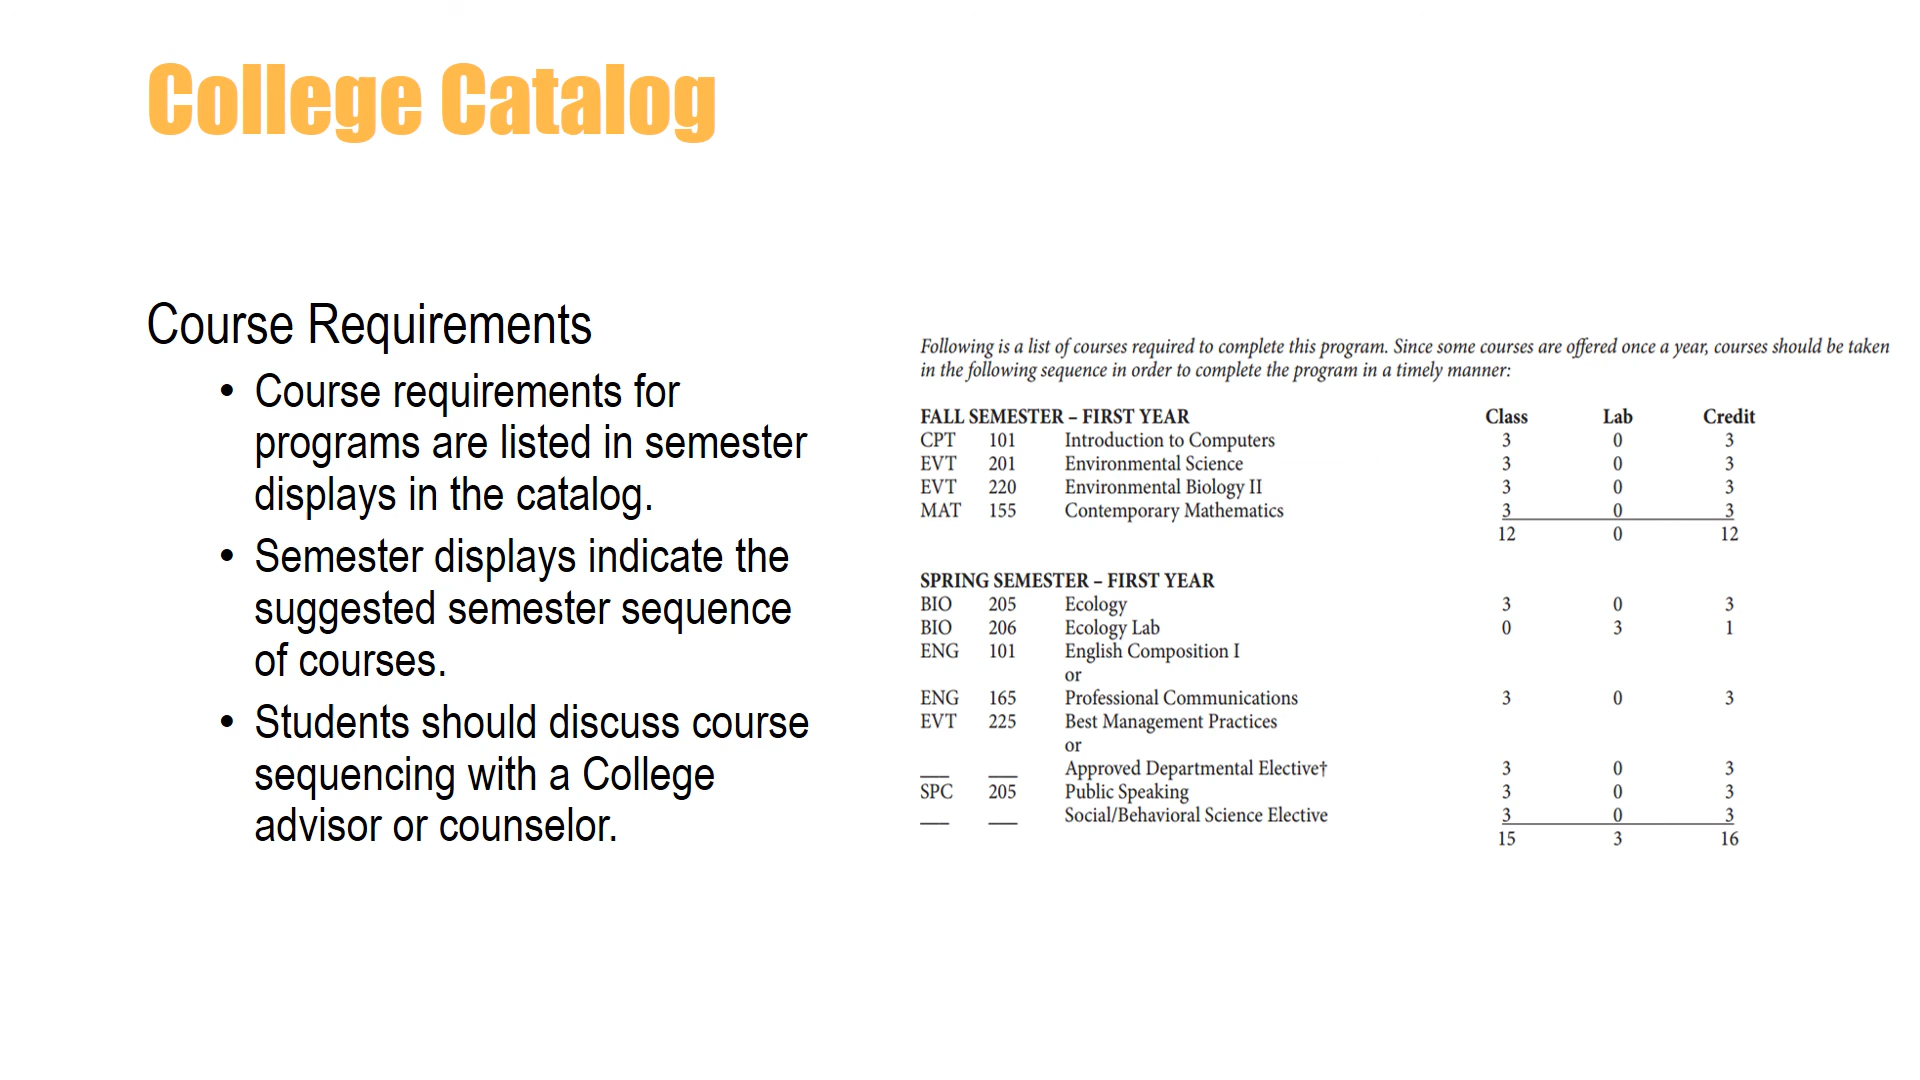 College Catalog
Course Requirements
• Course requirements for
programs are listed in semester
displays in the catalog.
• Semester displays indicate the
suggested semester sequence
of courses.
• Students should discuss course
sequencing with a College
advisor or counselor.
Following is a list of courses required to complete this program. Since some courses are offered once a year, courses should be taken
in the following sequence in order to complete the program in a timely manner:
FALL SEMESTER – FIRST YEAR Class Lab Credit
CPT 101 Introduction to Computers 3 0 3
EVT 201 Environmental Science 3 0 3
EVT 220 Environmental Biology II 3 0 3
MAT 155 Contemporary Mathematics 3 0 3
12 0 12
SPRING SEMESTER – FIRST YEAR
BIO 205 Ecology 3 0 3
BIO 206 Ecology Lab 0 3 1
ENG 101 English Composition I
or
ENG 165 Professional Communications 3 0 3
EVT 225 Best Management Practices
or
___ ___ Approved Departmental Elective† 3 0 3
SPC 205 Public Speaking 3 0 3
___ ___ Social/Behavioral Science Elective 3 0 3
15 3 16